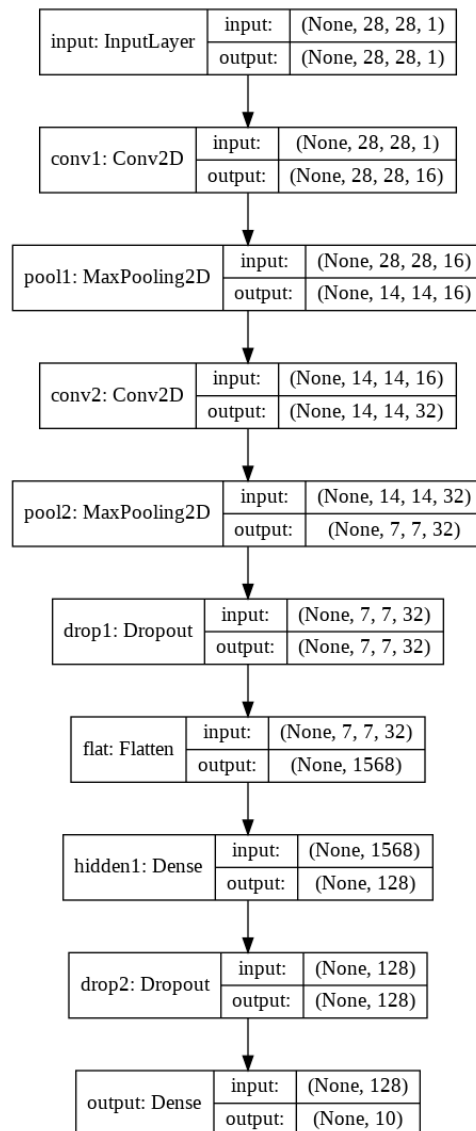 input: InputLayer input: (None, 28, 28, 1)
output: (None, 28, 28, 1)
conv1: Conv2D input: (None, 28, 28, 1)
output: (None, 28, 28, 16)
pool1: MaxPooling2D input: (None, 28, 28, 16)
output: (None, 14, 14, 16)
conv2: Conv2D input: (None, 14, 14, 16)
output: (None, 14, 14, 32)
pool2: MaxPooling2D input: (None, 14, 14, 32)
output: (None, 7, 7, 32)
drop1: Dropout input: (None, 7, 7, 32)
output: (None, 7, 7, 32)
flat: Flatten input: (None, 7, 7, 32)
output: (None, 1568)
hidden1: Dense input: (None, 1568)
output: (None, 128)
drop2: Dropout input: (None, 128)
output: (None, 128)
output: Dense input: (None, 128)
output: (None, 10)